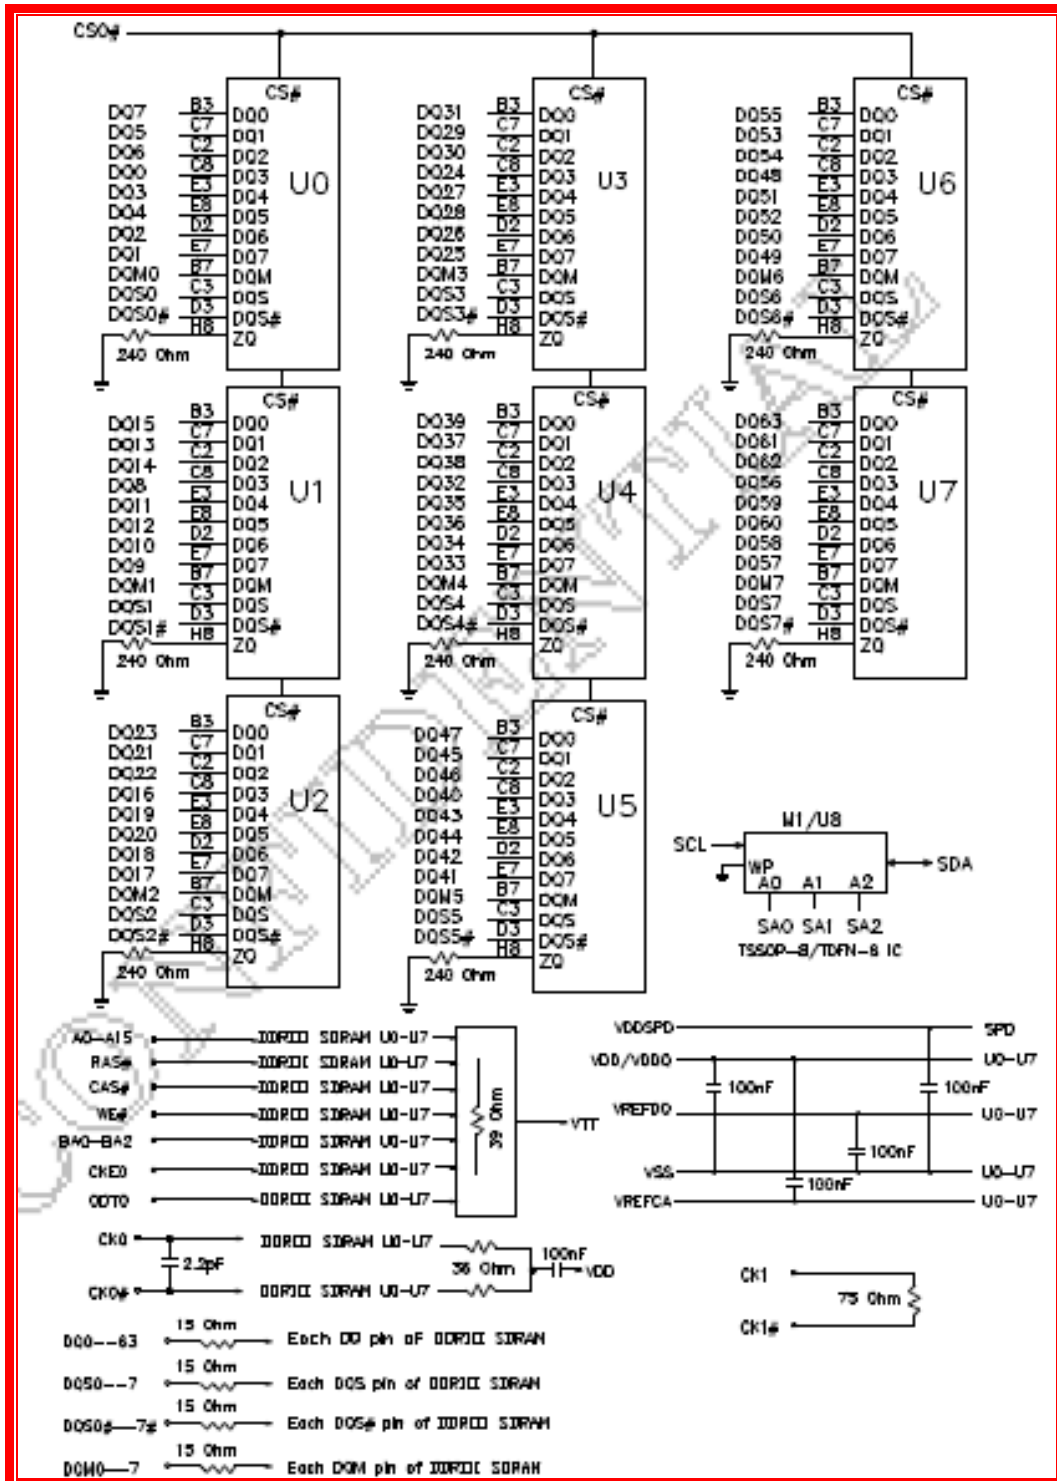 CS0#
CS#
DQ7 B3 DQ0
DQ5 C7 DQ1
DQ6 C2 DQ2
DQ0 C8 DQ3
DQ3 E3 DQ4
DQ4 E8 DQ5
DQ2 D2 DQ6
DQ1 E7 DQ7
DQM0 B7 DQM
DQS0 C3 DQS
DQS0# D3 DQS#
H8 ZQ
240 Ohm
U0
CS#
DQ31 B3 DQ0
DQ29 C7 DQ1
DQ30 C2 DQ2
DQ24 C8 DQ3
DQ27 E3 DQ4
DQ28 E8 DQ5
DQ26 D2 DQ6
DQ25 E7 DQ7
DQM3 B7 DQM
DQS3 C3 DQS
DQS3# D3 DQS#
H8 ZQ
240 Ohm
U3
CS#
DQ55 B3 DQ0
DQ53 C7 DQ1
DQ54 C2 DQ2
DQ48 C8 DQ3
DQ51 E3 DQ4
DQ52 E8 DQ5
DQ50 D2 DQ6
DQ49 E7 DQ7
DQM6 B7 DQM
DQS6 C3 DQS
DQS6# D3 DQS#
H8 ZQ
240 Ohm
U6
CS#
DQ15 B3 DQ0
DQ13 C7 DQ1
DQ14 C2 DQ2
DQ8 C8 DQ3
DQ11 E3 DQ4
DQ12 E8 DQ5
DQ10 D2 DQ6
DQ9 E7 DQ7
DQM1 B7 DQM
DQS1 C3 DQS
DQS1# D3 DQS#
H8 ZQ
240 Ohm
U1
CS#
DQ39 B3 DQ0
DQ37 C7 DQ1
DQ38 C2 DQ2
DQ32 C8 DQ3
DQ35 E3 DQ4
DQ36 E8 DQ5
DQ34 D2 DQ6
DQ33 E7 DQ7
DQM4 B7 DQM
DQS4 C3 DQS
DQS4# D3 DQS#
H8 ZQ
240 Ohm
U4
CS#
DQ63 B3 DQ0
DQ61 C7 DQ1
DQ62 C2 DQ2
DQ56 C8 DQ3
DQ59 E3 DQ4
DQ60 E8 DQ5
DQ58 D2 DQ6
DQ57 E7 DQ7
DQM7 B7 DQM
DQS7 C3 DQS
DQS7# D3 DQS#
H8 ZQ
240 Ohm
U7
CS#
DQ23 B3 DQ0
DQ21 C7 DQ1
DQ22 C2 DQ2
DQ16 C8 DQ3
DQ19 E3 DQ4
DQ20 E8 DQ5
DQ18 D2 DQ6
DQ17 E7 DQ7
DQM2 B7 DQM
DQS2 C3 DQS
DQS2# D3 DQS#
H8 ZQ
240 Ohm
U2
CS#
DQ47 B3 DQ0
DQ45 C7 DQ1
DQ46 C2 DQ2
DQ40 C8 DQ3
DQ43 E3 DQ4
DQ44 E8 DQ5
DQ42 D2 DQ6
DQ41 E7 DQ7
DQM5 B7 DQM
DQS5 C3 DQS
DQS5# D3 DQS#
H8 ZQ
240 Ohm
U5
M1/U8
SCL
WP
SDA
A0 A1 A2
SA0 SA1 SA2
TSSOP-8/TDFN-8 IC
CONFIDENTIAL
A0-A15 DDRIII SDRAM U0-U7
RAS# DDRIII SDRAM U0-U7
CAS# DDRIII SDRAM U0-U7
WE# DDRIII SDRAM U0-U7
BA0-BA2 DDRIII SDRAM U0-U7
CKE0 DDRIII SDRAM U0-U7
ODT0 DDRIII SDRAM U0-U7
39 Ohm
VTT
VDDSPD SPD
VDD/VDDQ U0-U7
100nF 100nF
VREFDQ U0-U7
100nF
VSS U0-U7
100nF
VREFCA U0-U7
CK0 DDRIII SDRAM U0-U7
2.2pF
36 Ohm
100nF
VDD
CK0# DDRIII SDRAM U0-U7
CK1
75 Ohm
CK1#
15 Ohm
DQ0--63 Each DQ pin of DDRIII SDRAM
15 Ohm
DQS0--7 Each DQS pin of DDRIII SDRAM
15 Ohm
DQS0#--7# Each DQS# pin of DDRIII SDRAM
15 Ohm
DQM0--7 Each DQM pin of DDRIII SDRAM